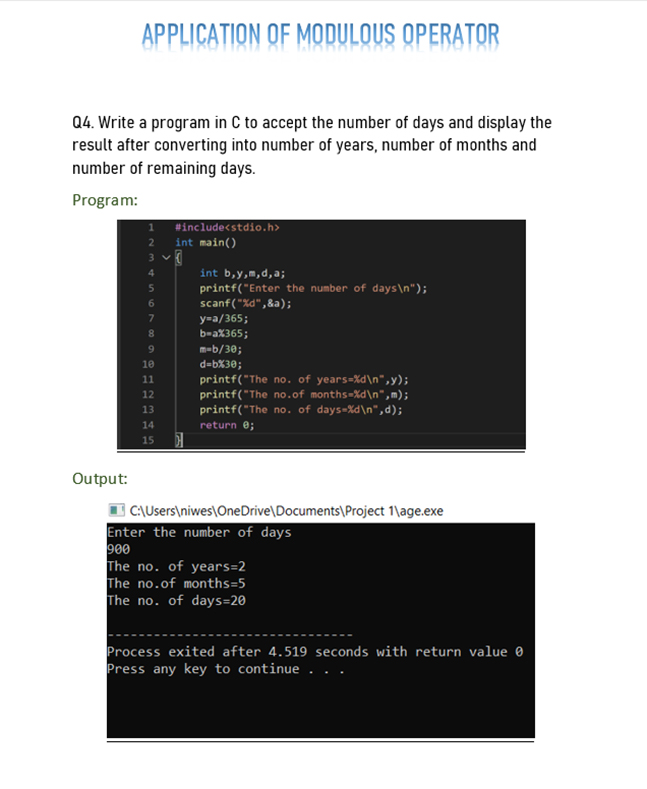 APPLICATION OF MODULOUS OPERATOR
Q4. Write a program in C to accept the number of days and display the
result after converting into number of years, number of months and
number of remaining days.
Program:
1 #include<stdio.h>
2 int main()
3 {
4 int b,y,m,d,a;
5 printf("Enter the number of days\n");
6 scanf("%d",&a);
7 y=a/365;
8 b=a%365;
9 m=b/30;
10 d=b%30;
11 printf("The no. of years=%d\n",y);
12 printf("The no.of months=%d\n",m);
13 printf("The no. of days=%d\n",d);
14 return 0;
15 }
Output:
C:\Users\niwes\OneDrive\Documents\Project 1\age.exe
Enter the number of days
900
The no. of years=2
The no.of months=5
The no. of days=20
--------------------------------
Process exited after 4.519 seconds with return value 0
Press any key to continue . . .